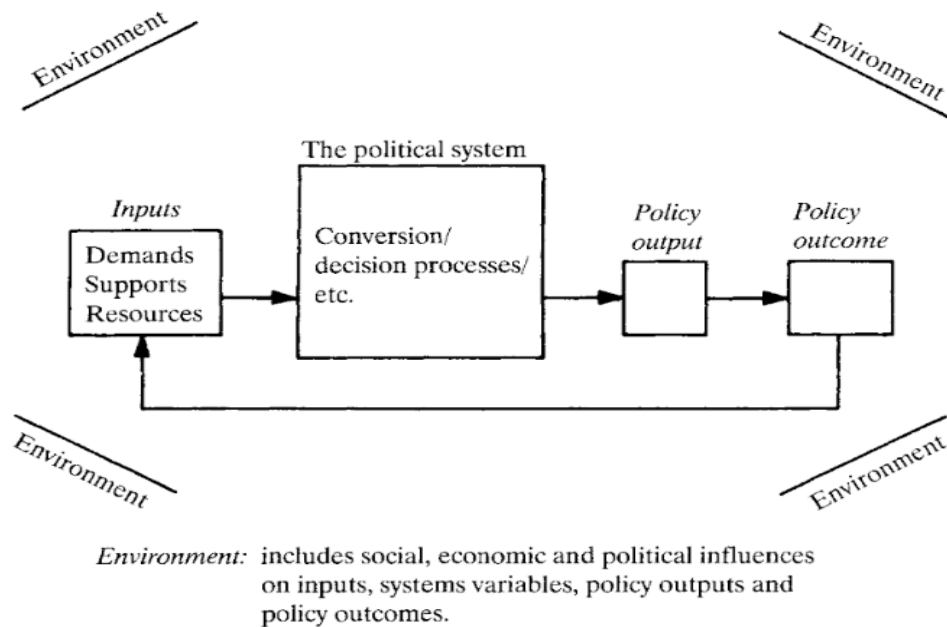 Environment
Environment
The political system
Inputs
Demands
Supports
Resources
Conversion/
decision processes/
etc.
Policy
output
Policy
outcome
Environment
Environment
Environment: includes social, economic and political influences
on inputs, systems variables, policy outputs and
policy outcomes.